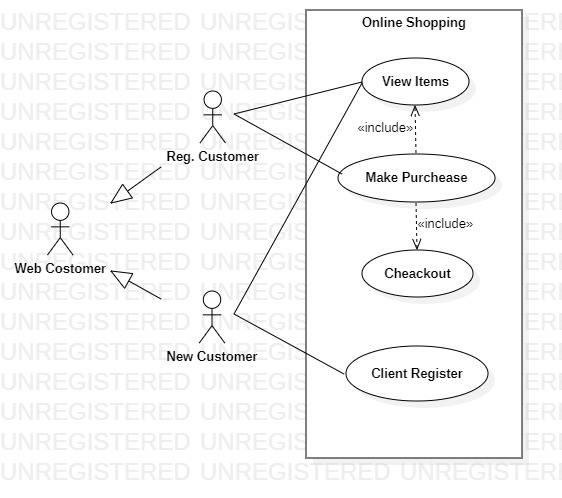 Online Shopping
View Items
«include»
Reg. Customer
Make Purchease
«include»
Web Costomer
Cheackout
New Customer
Client Register
UNREGISTERED UNREGISTERED UNREGISTERED